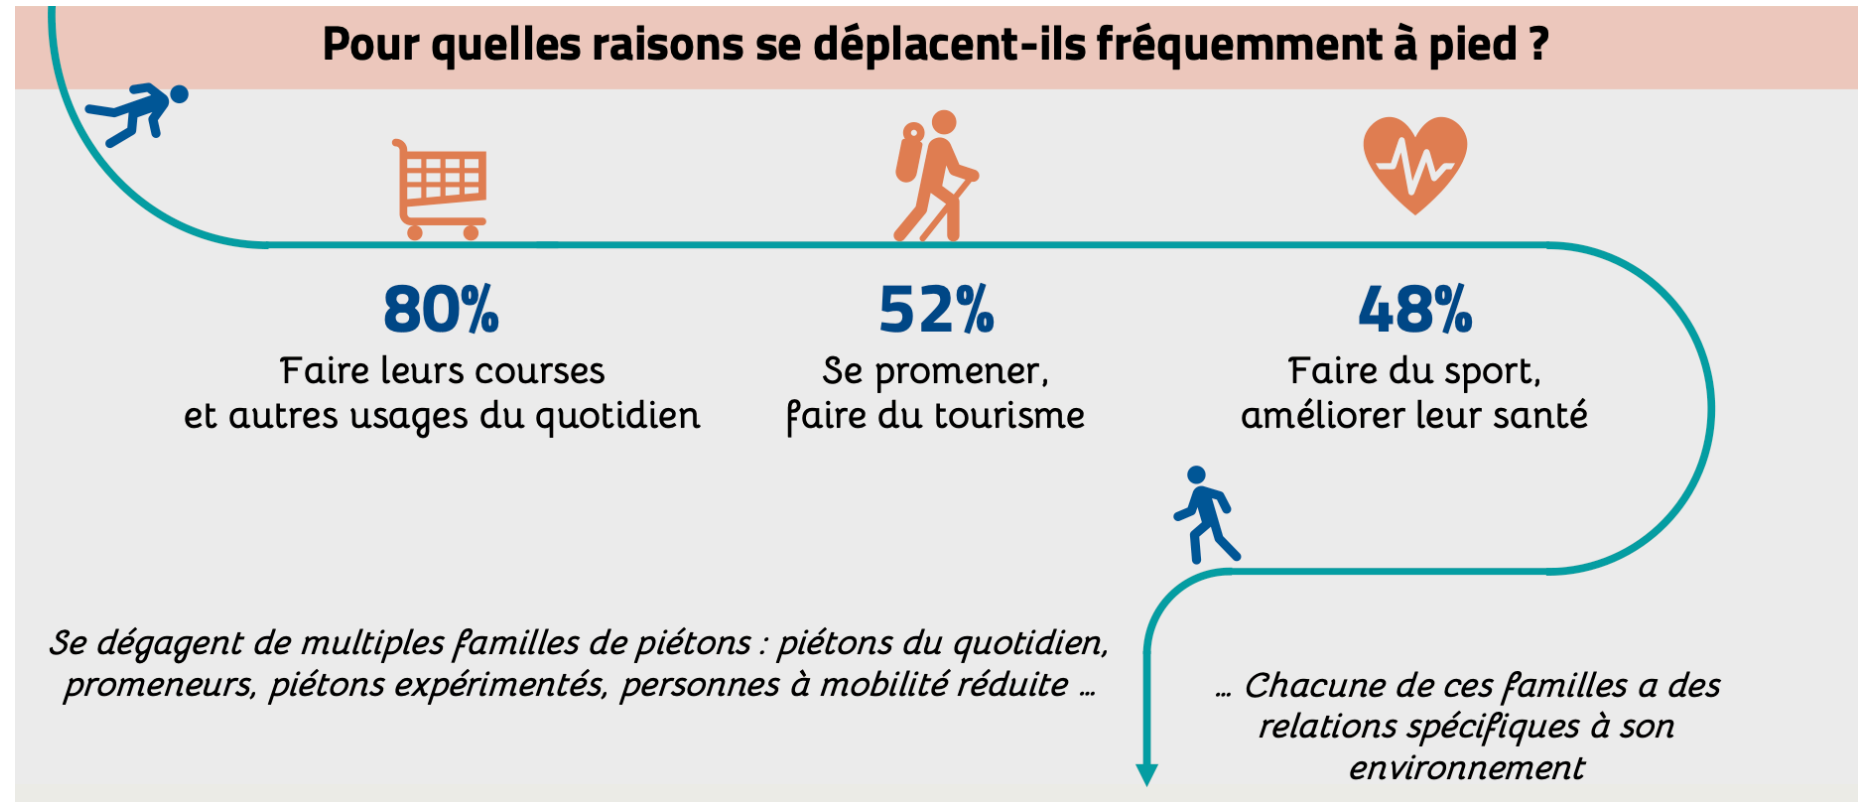 Pour quelles raisons se déplacent-ils fréquemment à pied ?
80%
Faire leurs courses
et autres usages du quotidien
52%
Se promener,
faire du tourisme
48%
Faire du sport,
améliorer leur santé
Se dégagent de multiples familles de piétons : piétons du quotidien,
promeneurs, piétons expérimentés, personnes à mobilité réduite ...
... Chacune de ces familles a des
relations spécifiques à son
environnement